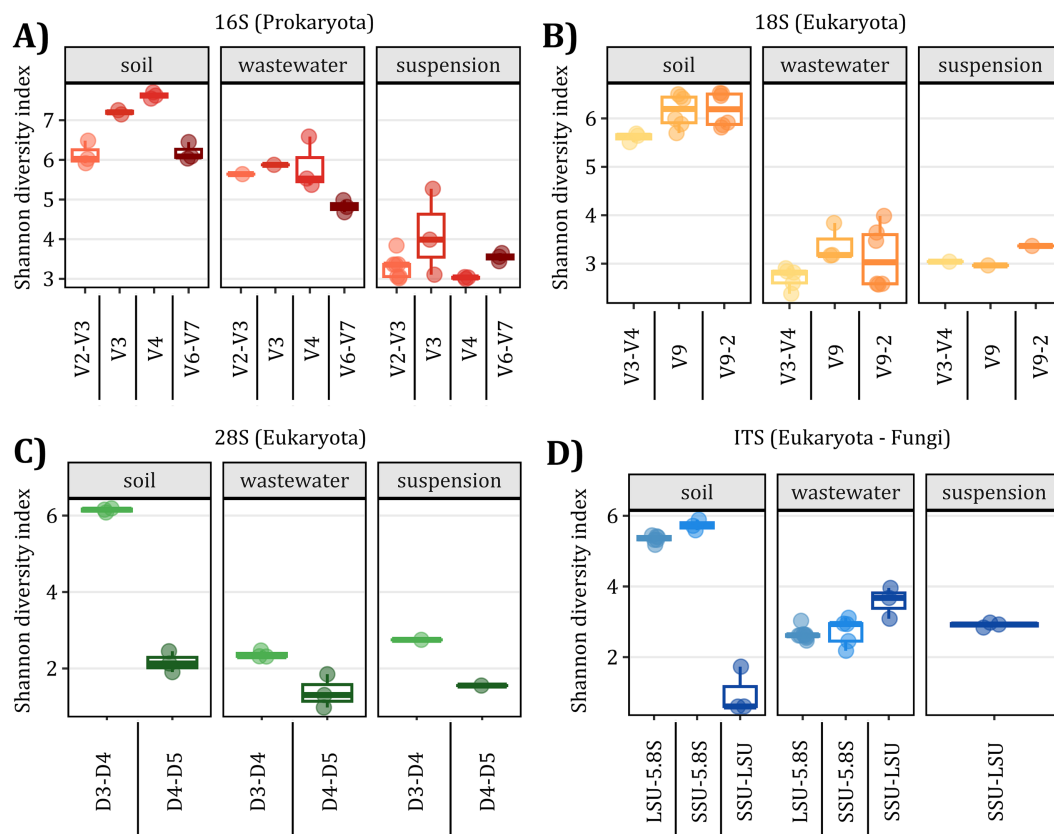 A)
16S (Prokaryota)
soil
wastewater
suspension
Shannon diversity index
7
6
5
4
3
V2-V3
V3
V4
V6-V7
V2-V3
V3
V4
V6-V7
V2-V3
V3
V4
V6-V7
B)
18S (Eukaryota)
soil
wastewater
suspension
Shannon diversity index
6
5
4
3
V3-V4
V9
V9-2
V3-V4
V9
V9-2
V3-V4
V9
V9-2
C)
28S (Eukaryota)
soil
wastewater
suspension
Shannon diversity index
6
4
2
D3-D4
D4-D5
D3-D4
D4-D5
D3-D4
D4-D5
D)
ITS (Eukaryota - Fungi)
soil
wastewater
suspension
Shannon diversity index
6
4
2
LSU-5.8S
SSU-5.8S
SSU-LSU
LSU-5.8S
SSU-5.8S
SSU-LSU
SSU-LSU